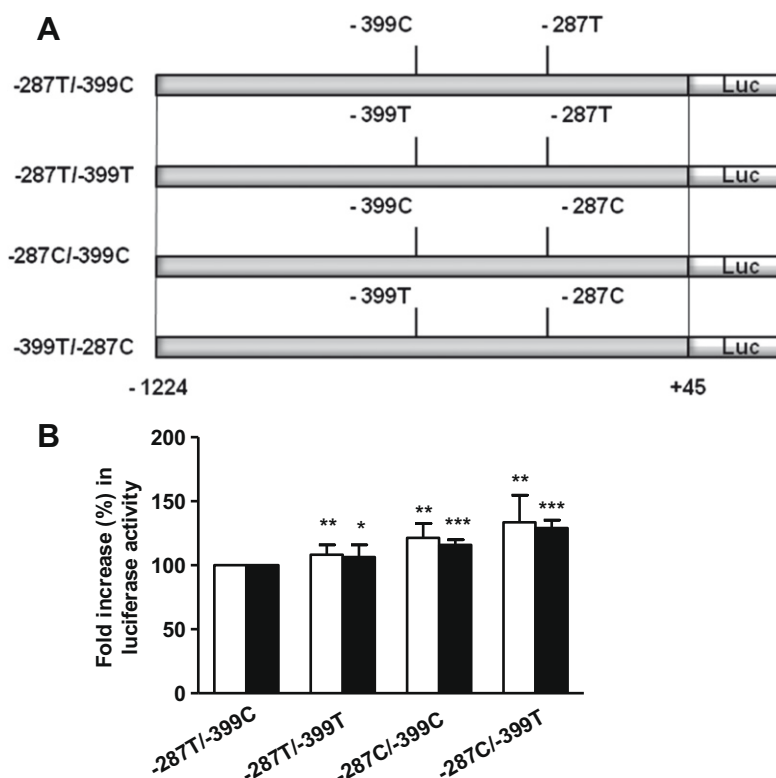 A
-399C -287T
-287T/-399C Luc
-399T -287T
-287T/-399T Luc
-399C -287C
-287C/-399C Luc
-399T -287C
-399T/-287C Luc
-1224 +45
B
Fold increase (%) in
luciferase activity
200
150
100
50
0
** *
** ***
** ***
-287T/-399C
-287T/-399T
-287C/-399C
-287C/-399T